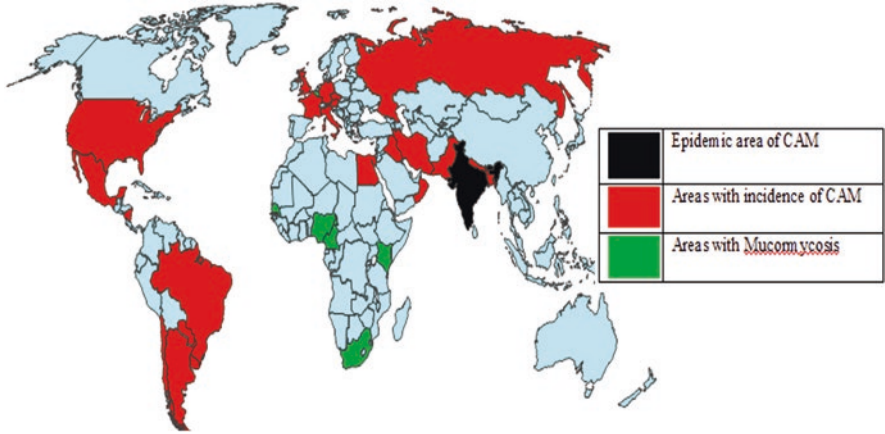 Epidemic area of CAM
Areas with incidence of CAM
Areas with Mucormycosis